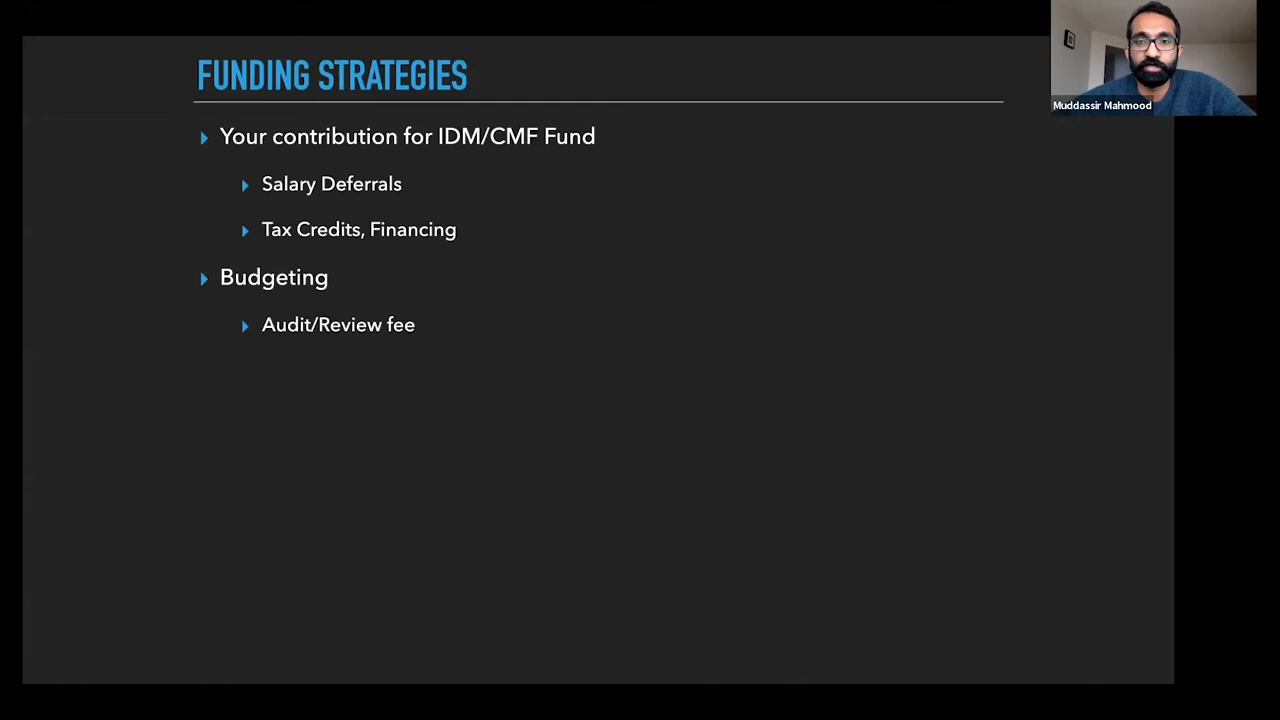 FUNDING STRATEGIES
Your contribution for IDM/CMF Fund
Salary Deferrals
Tax Credits, Financing
Budgeting
Audit/Review fee
Muddassir Mahmood